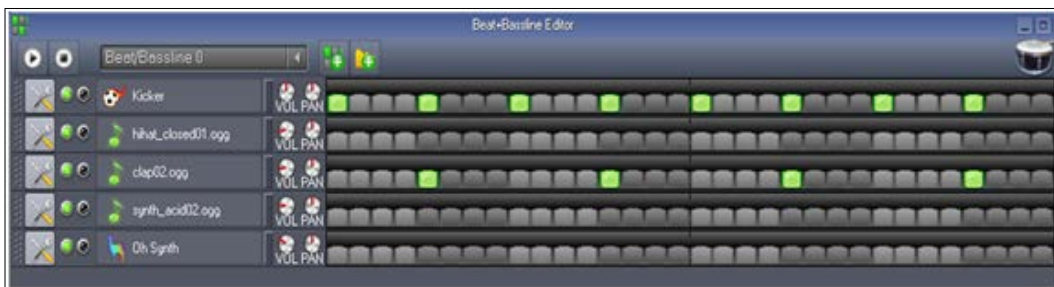 Beat+Bassline Editor
Beat/Bassline 0
Kicker VOL PAN
hihat_closed01.ogg VOL PAN
clap02.ogg VOL PAN
synth_acid02.ogg VOL PAN
Oh Synth VOL PAN